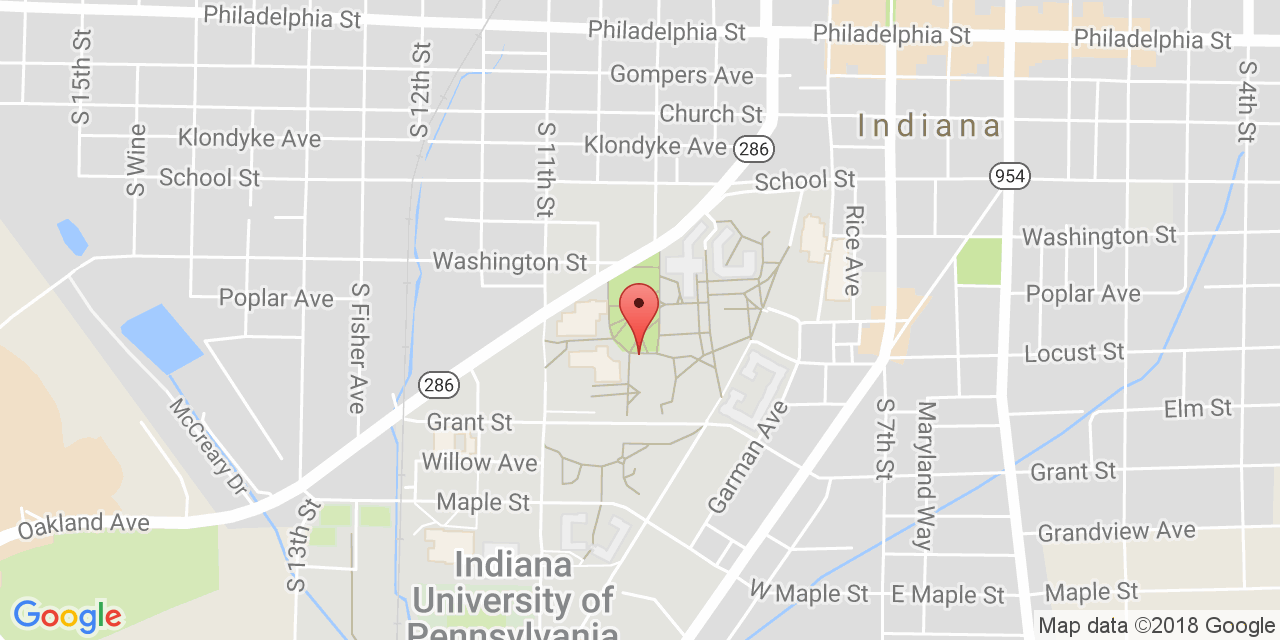 Philadelphia St
Philadelphia St
Philadelphia St
Philadelphia St
S 15th St
S 12th St
Gompers Ave
S 4th St
Church St
Indiana
Klondyke Ave
S Wine
S 11th St
Klondyke Ave
286
School St
School St
954
Rice Ave
Washington St
Washington St
Poplar Ave
S Fisher Ave
Poplar Ave
Locust St
286
McCreary Dr
Grant St
Garman Ave
S 7th St
Maryland Way
Elm St
Willow Ave
Grant St
Maple St
Oakland Ave
S 13th St
Grandview Ave
Indiana
University of
Pennsylvania
W Maple St
E Maple St
Maple St
Google
Map data ©2018 Google